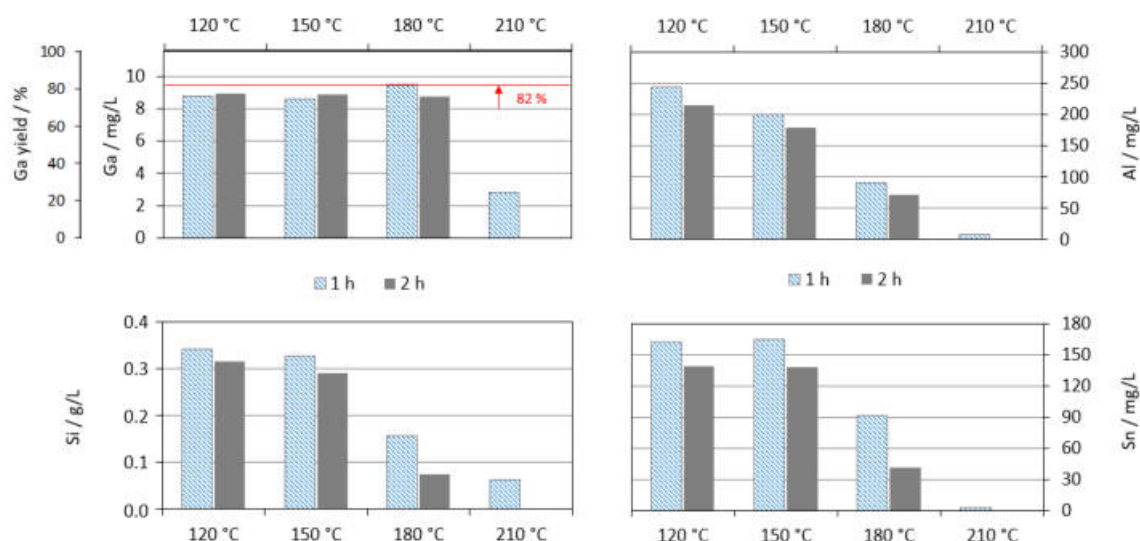 120 °C 150 °C 180 °C 210 °C
Ga yield / %
100
80
60
40
20
0
Ga / mg/L
10
8
6
4
2
0
82 %
120 °C 150 °C 180 °C 210 °C
300
250
200
150
100
50
0
Al / mg/L
1 h 2 h
1 h 2 h
Si / g/L
0.4
0.3
0.2
0.1
0.0
120 °C 150 °C 180 °C 210 °C
180
150
120
90
60
30
0
Sn / mg/L
120 °C 150 °C 180 °C 210 °C